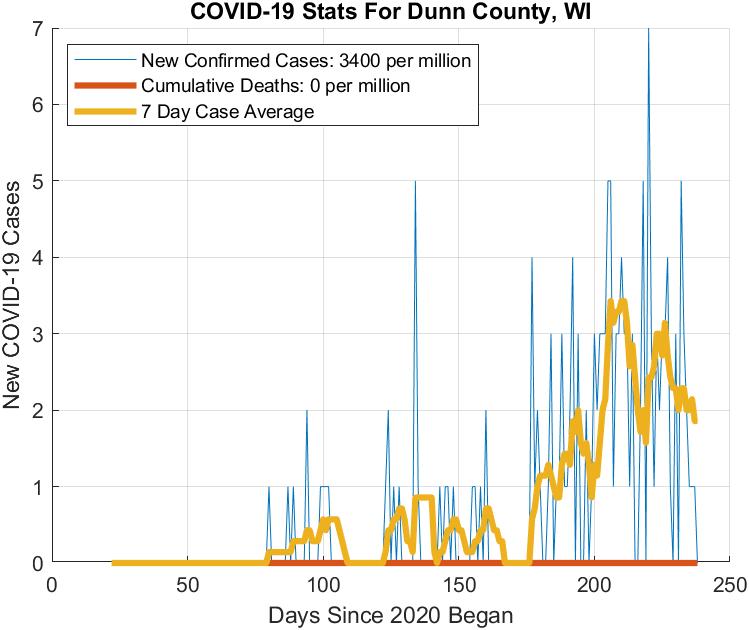 COVID-19 Stats For Dunn County, WI
New Confirmed Cases: 3400 per million
Cumulative Deaths: 0 per million
7 Day Case Average
New COVID-19 Cases
7
6
5
4
3
2
1
0
0 50 100 150 200 250
Days Since 2020 Began